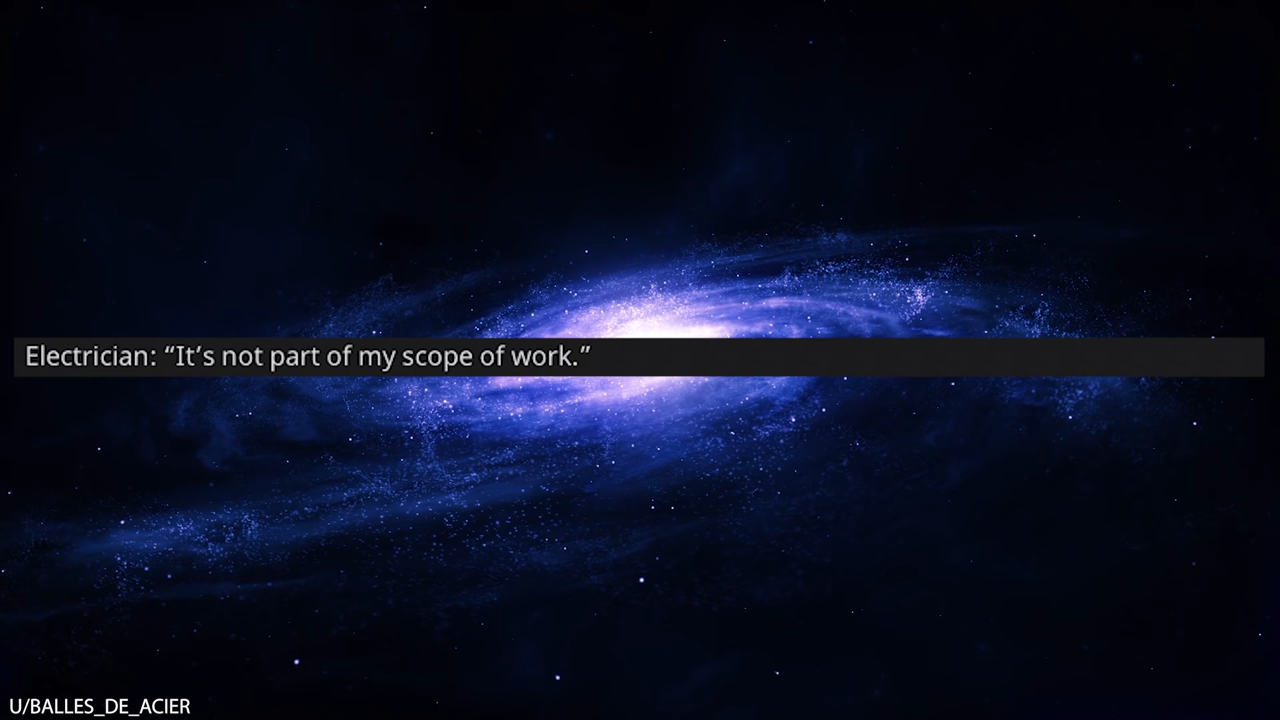 Electrician: “It’s not part of my scope of work.”
U/BALLES_DE_ACIER